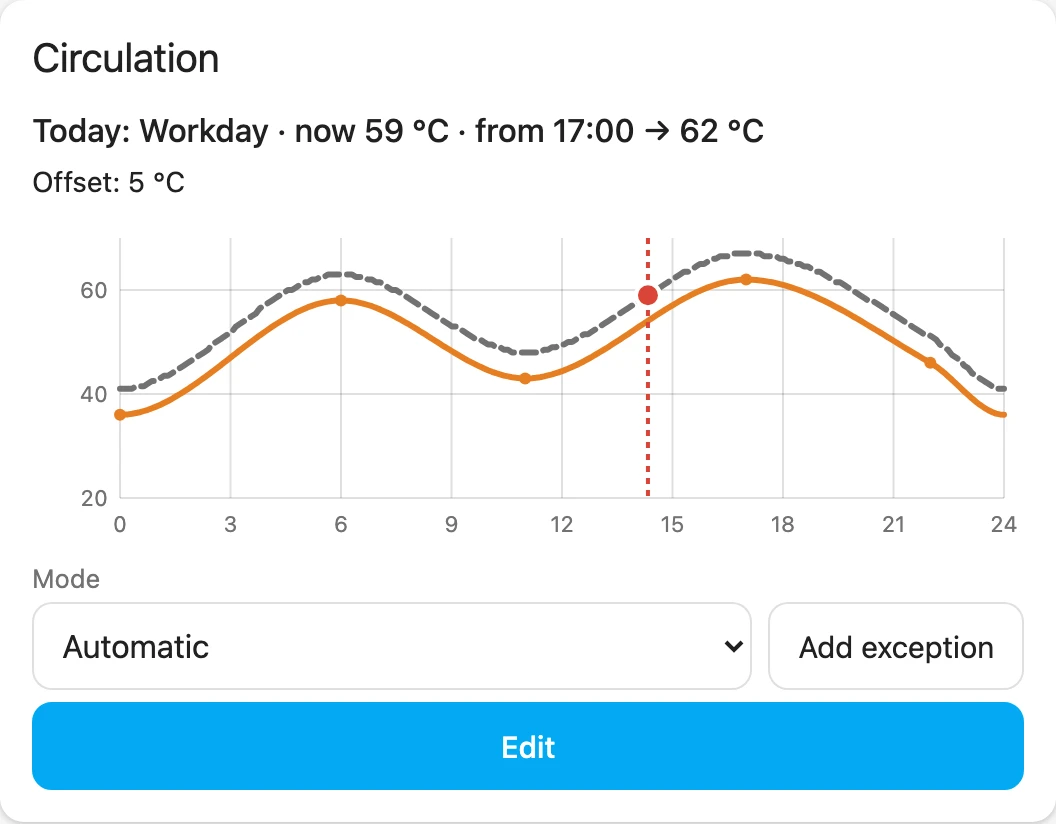 Circulation
Today: Workday · now 59 °C · from 17:00 → 62 °C
Offset: 5 °C
60
40
20
0 3 6 9 12 15 18 21 24
Mode
Automatic
Add exception
Edit